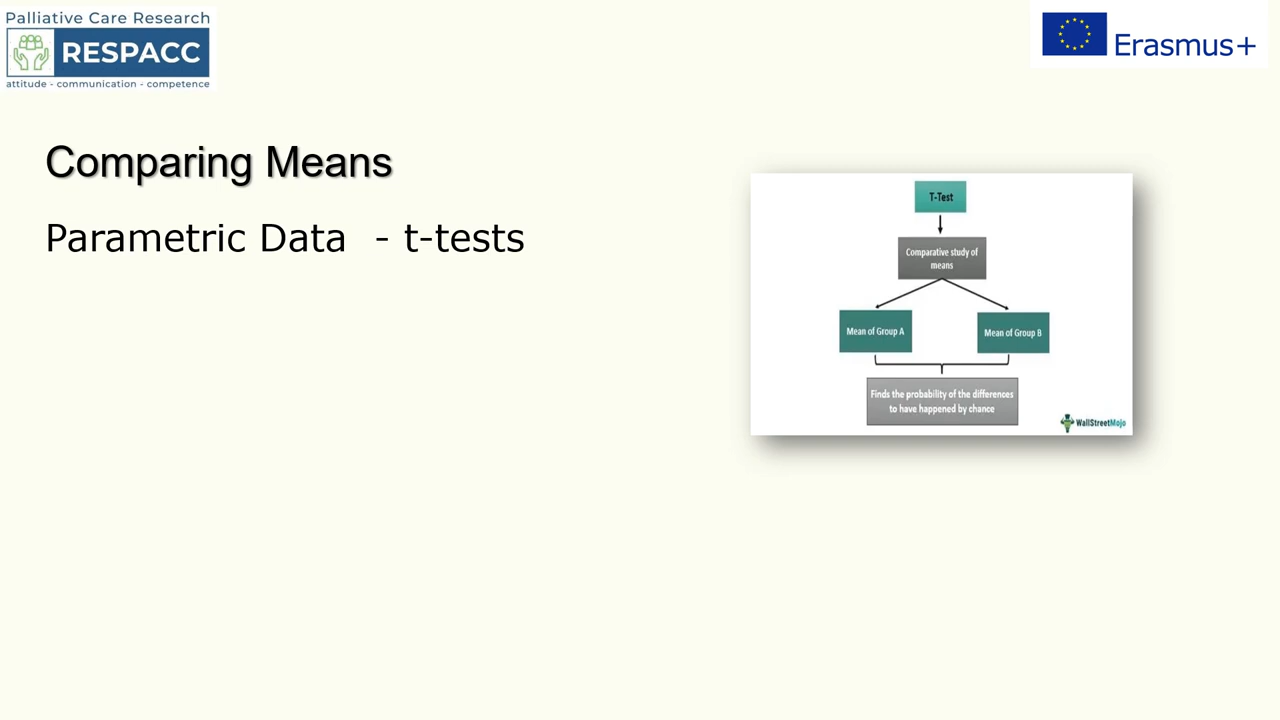 Palliative Care Research
RESPACC
attitude - communication - competence
Erasmus+
Comparing Means
Parametric Data - t-tests
T-Test
Comparative study of
means
Mean of Group A
Mean of Group B
Finds the probability of the differences
to have happened by chance
WallStreetMojo